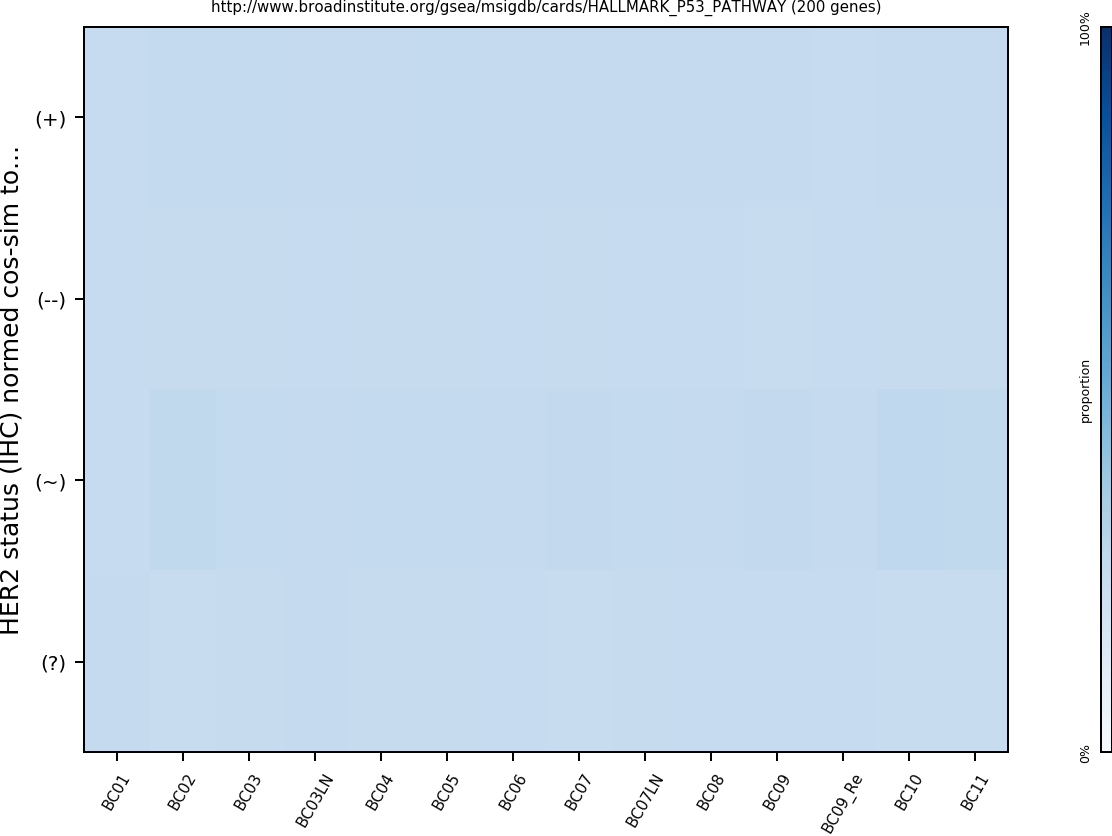 http://www.broadinstitute.org/gsea/msigdb/cards/HALLMARK_P53_PATHWAY (200 genes)
HER2 status (IHC) normed cos-sim to...
(+)
(--)
(~)
(?)
BC01
BC02
BC03
BC03LN
BC04
BC05
BC06
BC07
BC07LN
BC08
BC09
BC09_Re
BC10
BC11
100%
proportion
0%